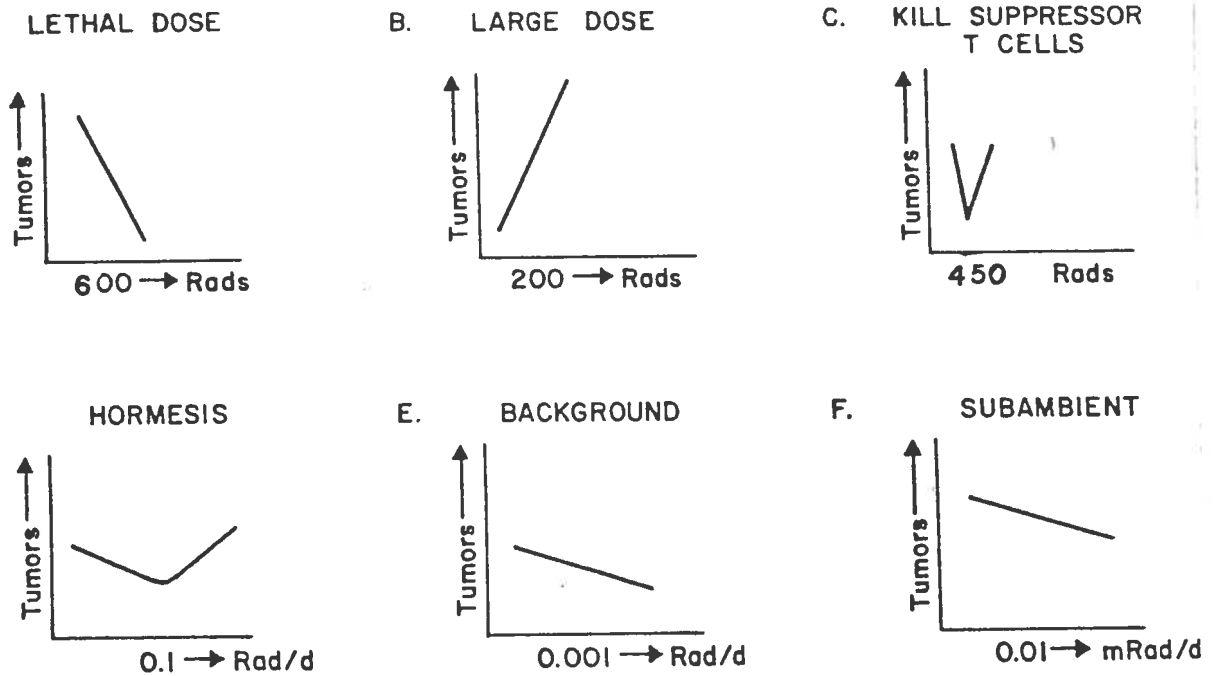 LETHAL DOSE
Tumors
600 → Rads
B. LARGE DOSE
Tumors
200 → Rads
C. KILL SUPPRESSOR
T CELLS
Tumors
450 Rads
HORMESIS
Tumors
0.1 → Rad/d
E. BACKGROUND
Tumors
0.001 → Rad/d
F. SUBAMBIENT
Tumors
0.01 → mRad/d